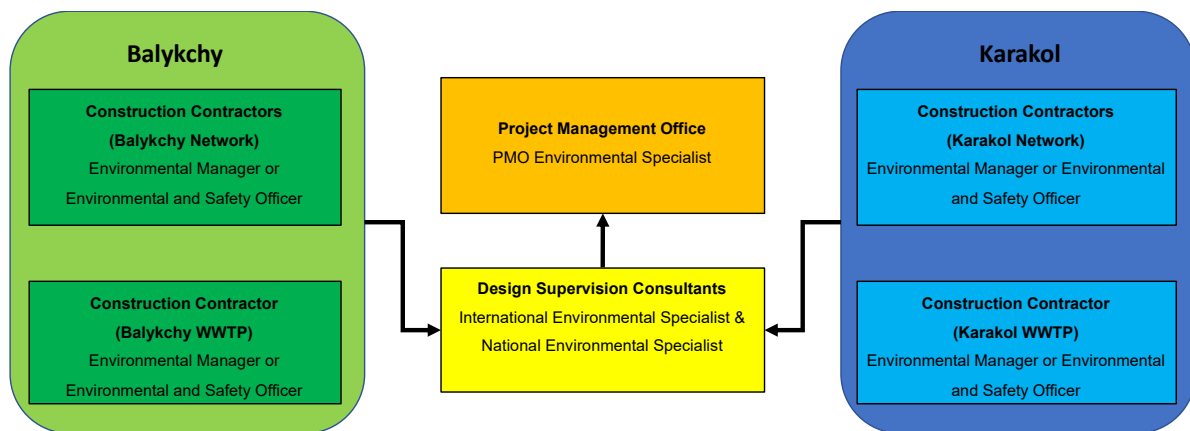 Balykchy
Construction Contractors
(Balykchy Network)
Environmental Manager or
Environmental and Safety Officer
Construction Contractor
(Balykchy WWTP)
Environmental Manager or
Environmental and Safety Officer
Project Management Office
PMO Environmental Specialist
Design Supervision Consultants
International Environmental Specialist &
National Environmental Specialist
Karakol
Construction Contractors
(Karakol Network)
Environmental Manager or Environmental
and Safety Officer
Construction Contractor
(Karakol WWTP)
Environmental Manager or Environmental
and Safety Officer